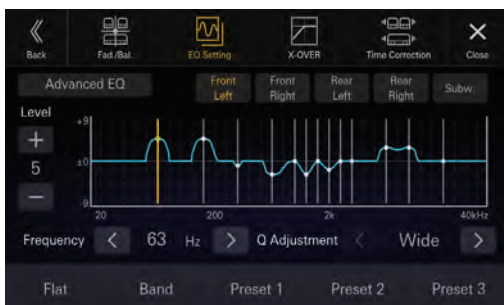 Back Fad./Bal. EQ Setting X-OVER Time Correction Close
Advanced EQ Front Left Front Right Rear Left Rear Right Subw.
Level
+9
+
±0
5
−
-9
20 200 2k 40kHz
Frequency < 63 Hz > Q Adjustment < Wide >
Flat Band Preset 1 Preset 2 Preset 3